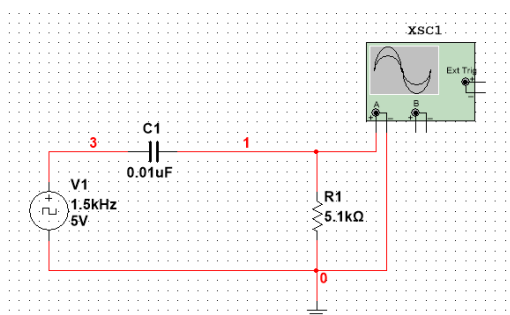 XSC1
Ext Trig
+
-
A
B
+ - + -
C1
3
1
0.01uF
V1
+
1.5kHz
5V
R1
5.1kΩ
0